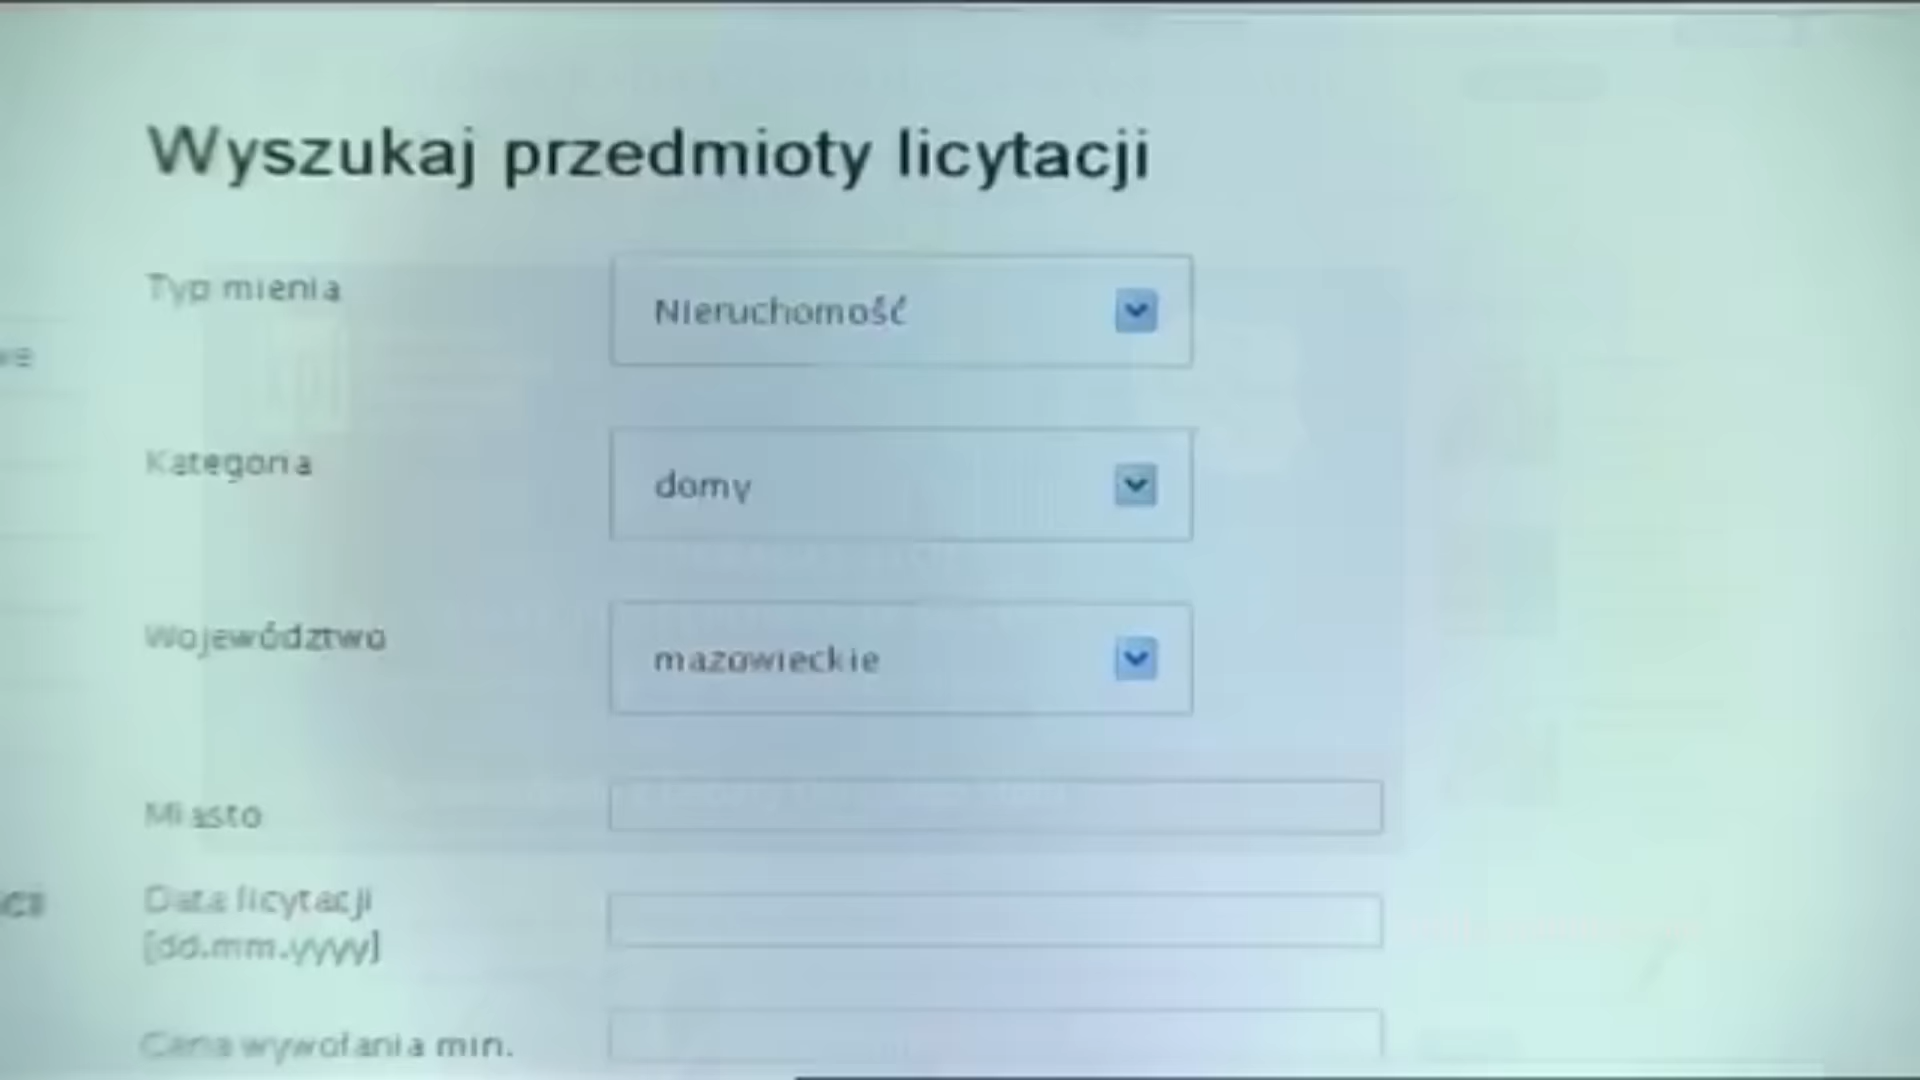 Wyszukaj przedmioty licytacji
Typ mienia
Nieruchomość
Kategoria
domy
Województwo
mazowieckie
Miasto
Data licytacji
[dd.mm.yyyy]
Cena wywołania min.